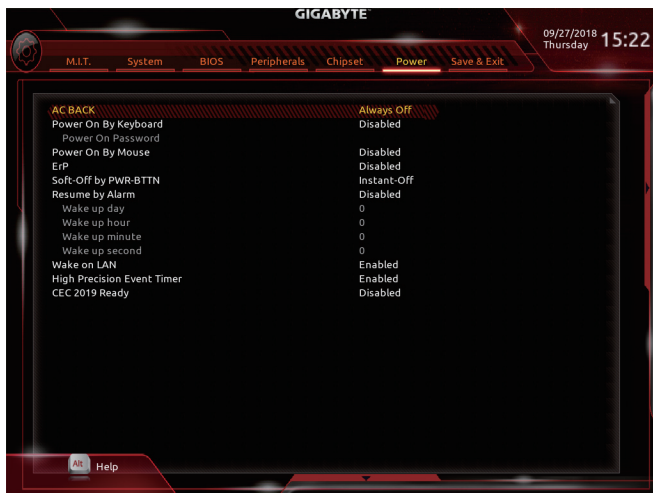 GIGABYTE™
09/27/2018 Thursday 15:22
M.I.T. System BIOS Peripherals Chipset Power Save & Exit
AC BACK Always Off
Power On By Keyboard Disabled
Power On Password
Power On By Mouse Disabled
ErP Disabled
Soft-Off by PWR-BTTN Instant-Off
Resume by Alarm Disabled
Wake up day 0
Wake up hour 0
Wake up minute 0
Wake up second 0
Wake on LAN Enabled
High Precision Event Timer Enabled
CEC 2019 Ready Disabled
Alt Help